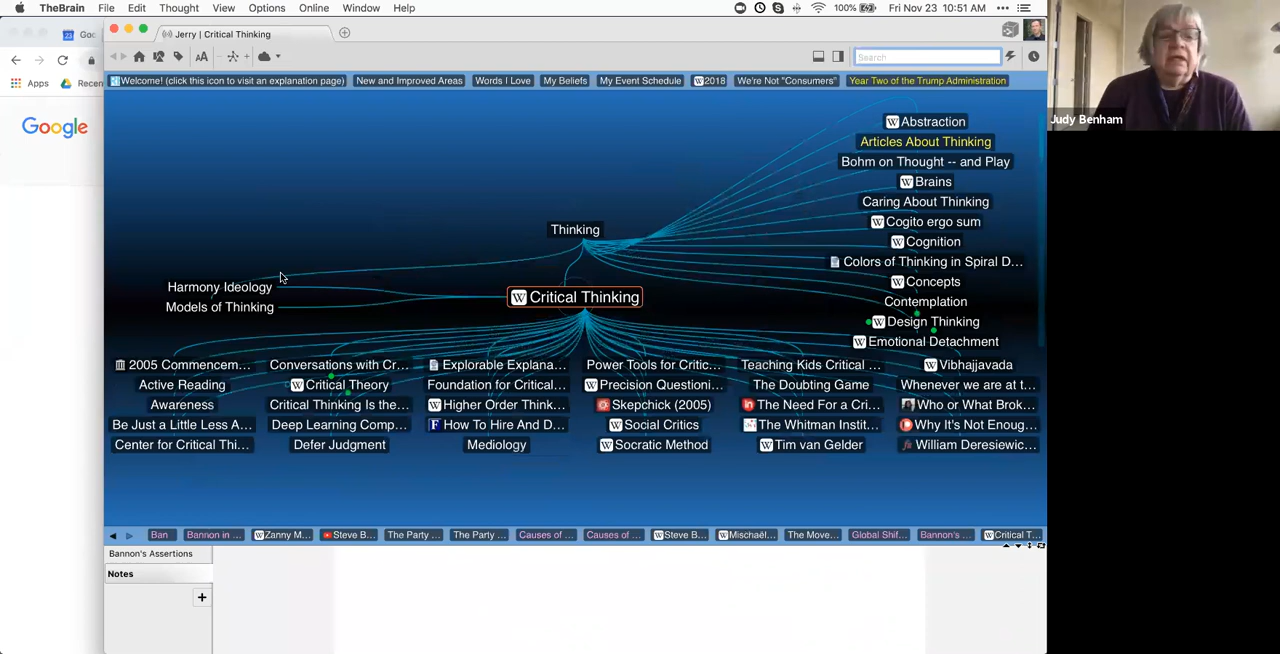 TheBrain File Edit Thought View Options Online Window Help 100% Fri Nov 23 10:51 AM
23 Goo
Jerry | Critical Thinking
AA
Search
Apps Recen
Welcome! (click this icon to visit an explanation page) New and Improved Areas Words I Love My Beliefs My Event Schedule W 2018 We're Not "Consumers" Year Two of the Trump Administration
Google
Judy Benham
W Abstraction
Articles About Thinking
Bohm on Thought -- and Play
W Brains
Caring About Thinking
W Cogito ergo sum
Thinking
W Cognition
Colors of Thinking in Spiral D...
W Concepts
Harmony Ideology
W Critical Thinking
Contemplation
Models of Thinking
W Design Thinking
W Emotional Detachment
2005 Commencem... Conversations with Cr... Explorable Explana... Power Tools for Critic... Teaching Kids Critical ... W Vibhajjavada
Active Reading W Critical Theory Foundation for Critical... W Precision Questioni... The Doubting Game Whenever we are at t...
Awareness Critical Thinking Is the... W Higher Order Think... Skepchick (2005) in The Need For a Cri... Who or What Brok...
Be Just a Little Less A... Deep Learning Comp... F How To Hire And D... W Social Critics The Whitman Instit... Why It's Not Enoug...
Center for Critical Thi... Defer Judgment Mediology W Socratic Method W Tim van Gelder William Deresiewic...
Ban Bannon in ... W Zanny M... Steve B... The Party ... The Party ... Causes of ... Causes of ... W Steve B... W Mischaël... The Move... Global Shif... Bannon's ... W Critical T...
Bannon's Assertions
Notes
+